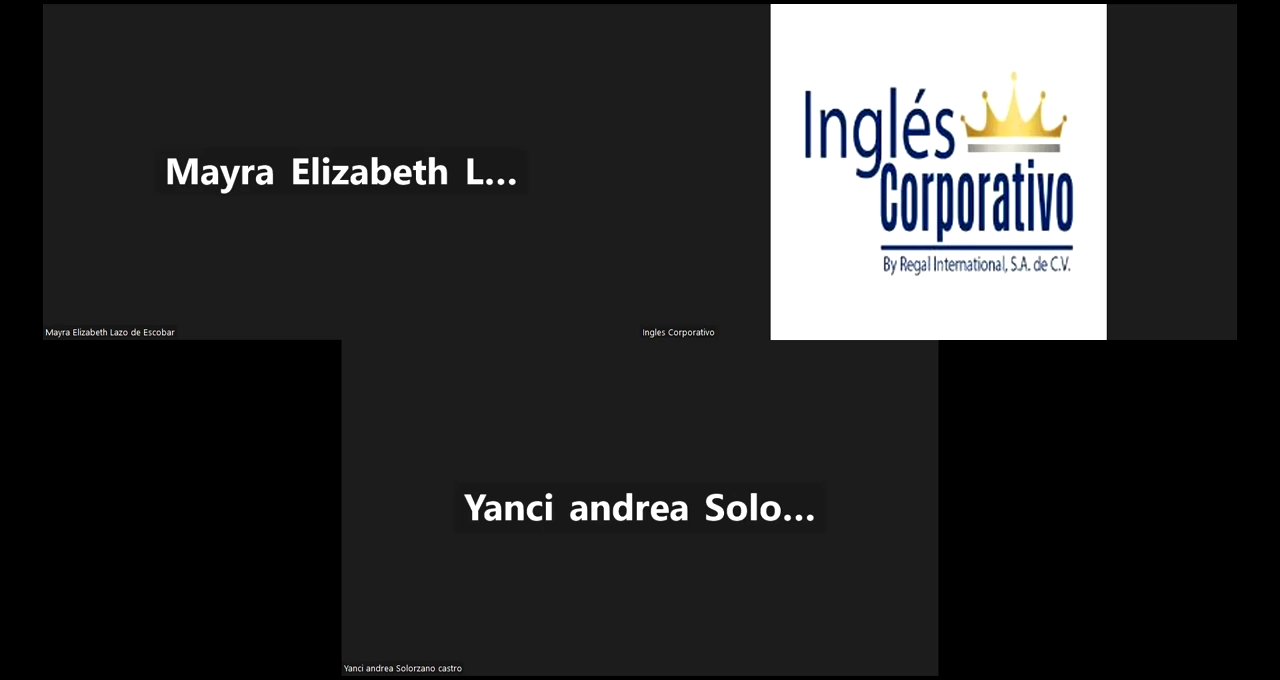 Mayra Elizabeth L...
Mayra Elizabeth Lazo de Escobar
Inglés
Corporativo
By Regal International, S.A. de C.V.
Ingles Corporativo
Yanci andrea Solo...
Yanci andrea Solorzano castro